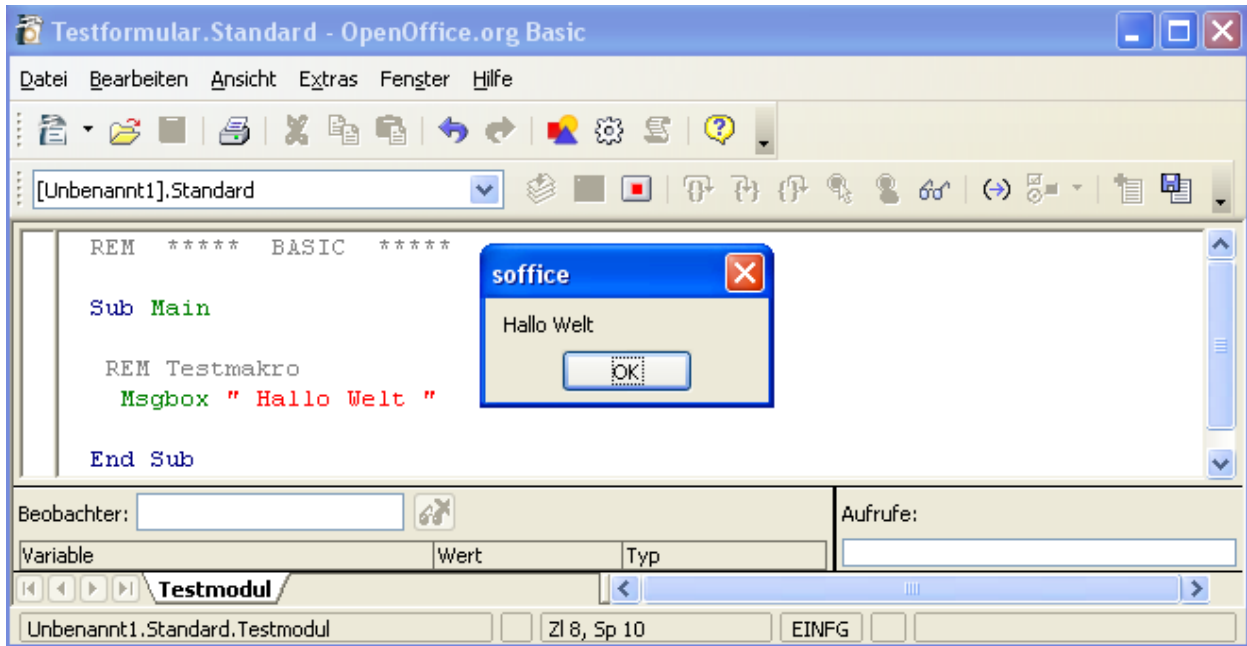 Testformular.Standard - OpenOffice.org Basic
Datei Bearbeiten Ansicht Extras Fenster Hilfe
[Unbenannt1].Standard
REM ***** BASIC *****
Sub Main
REM Testmakro
Msgbox " Hallo Welt "
End Sub
soffice
Hallo Welt
OK
Beobachter:
Aufrufe:
Variable Wert Typ
Testmodul
Unbenannt1.Standard.Testmodul Zl 8, Sp 10 EINFG